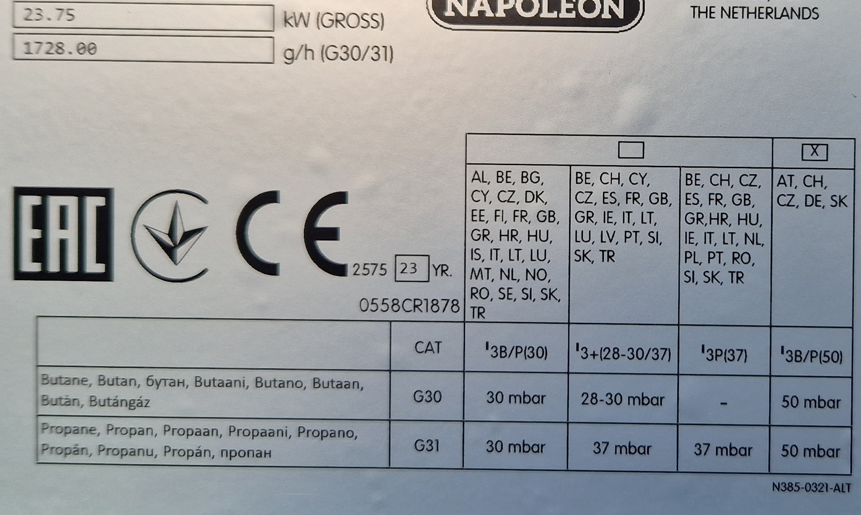 23.75 kW (GROSS)
1728.00 g/h (G30/31)
NAPOLEON
THE NETHERLANDS
X
AL, BE, BG,
CY, CZ, DK,
EE, FI, FR, GB,
GR, HR, HU,
IS, IT, LT, LU,
MT, NL, NO,
RO, SE, SI, SK,
TR
BE, CH, CY,
CZ, ES, FR, GB,
GR, IE, IT, LT,
LU, LV, PT, SI,
SK, TR
BE, CH, CZ,
ES, FR, GB,
GR,HR, HU,
IE, IT, LT, NL,
PL, PT, RO,
SI, SK, TR
AT, CH,
CZ, DE, SK
EAC
CE
2575 23 YR.
0558CR1878
CAT I3B/P(30) I3+(28-30/37) I3P(37) I3B/P(50)
Butane, Butan, бутан, Butaani, Butano, Butaan,
Butān, Butángáz
G30 30 mbar 28-30 mbar – 50 mbar
Propane, Propan, Propaan, Propaani, Propano,
Propān, Propanu, Propán, пропан
G31 30 mbar 37 mbar 37 mbar 50 mbar
N385-0321-ALT